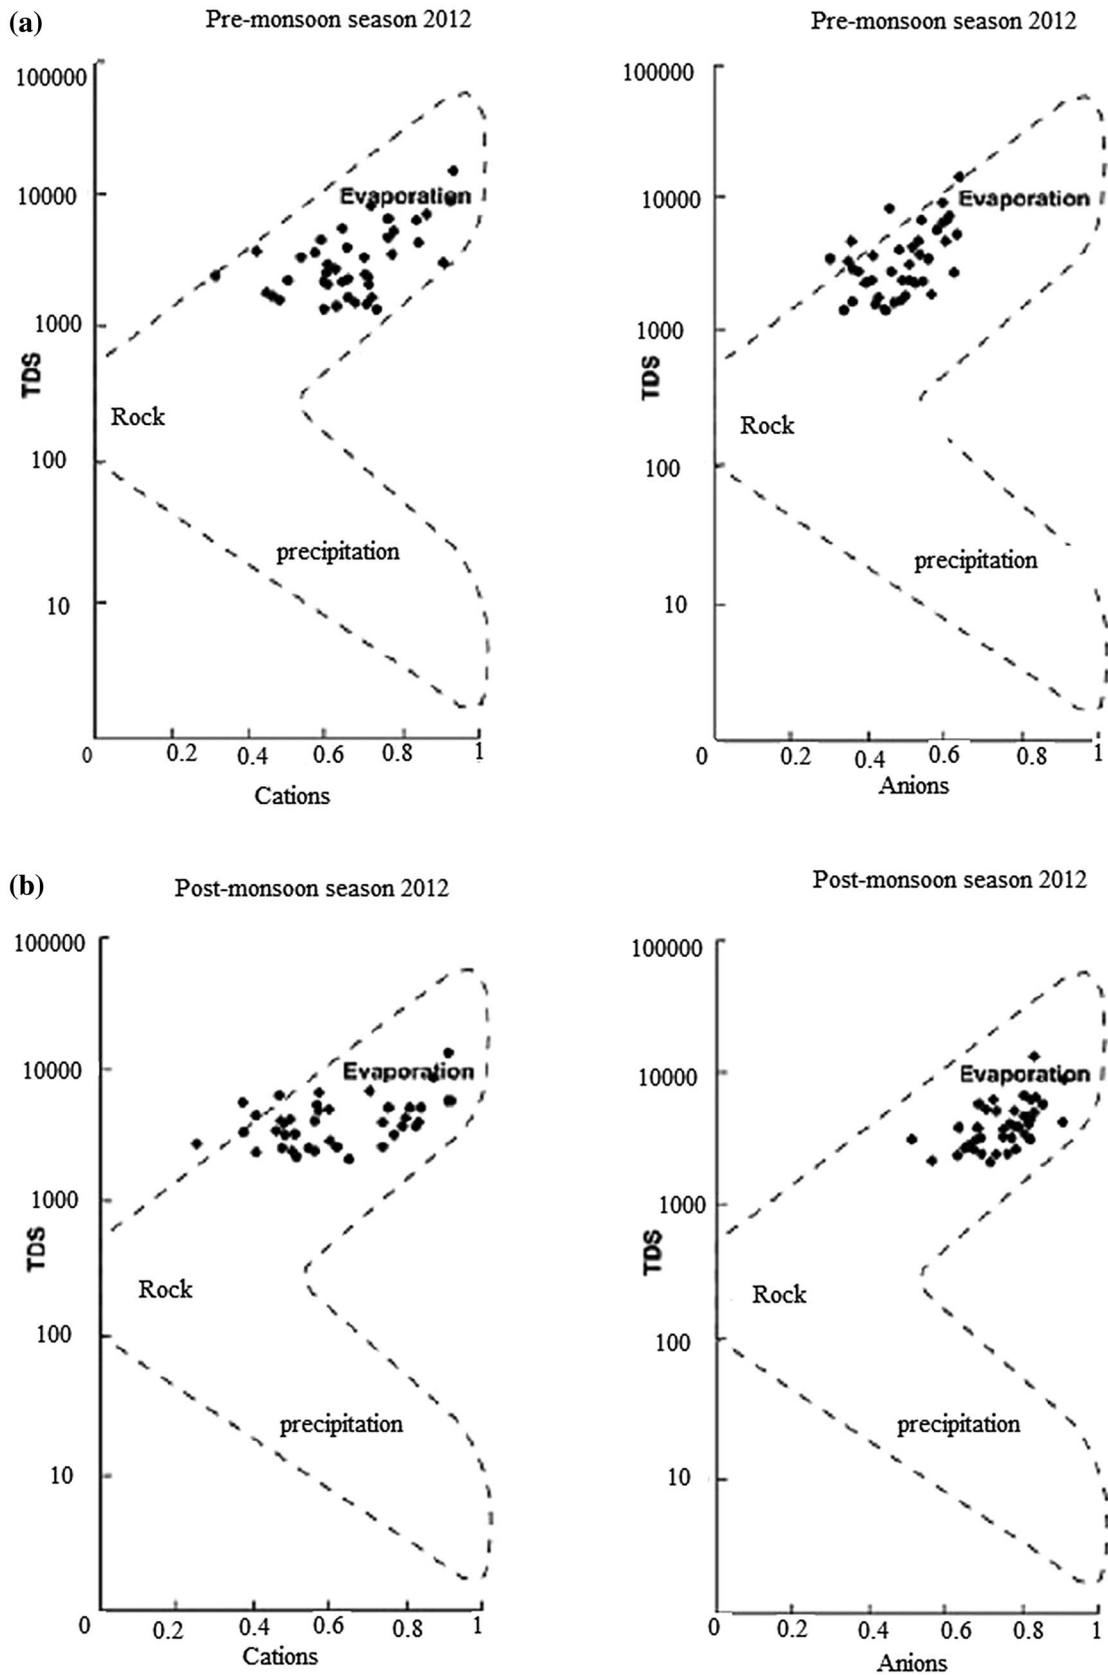 (a)
Pre-monsoon season 2012
100000
10000
Evaporation
1000
TDS
Rock
100
precipitation
10
0 0.2 0.4 0.6 0.8 1
Cations
Pre-monsoon season 2012
100000
10000
Evaporation
1000
TDS
Rock
100
precipitation
10
0 0.2 0.4 0.6 0.8 1
Anions
(b)
Post-monsoon season 2012
100000
10000
Evaporation
1000
TDS
Rock
100
precipitation
10
0 0.2 0.4 0.6 0.8 1
Cations
Post-monsoon season 2012
100000
10000
Evaporation
1000
TDS
Rock
100
precipitation
10
0 0.2 0.4 0.6 0.8 1
Anions